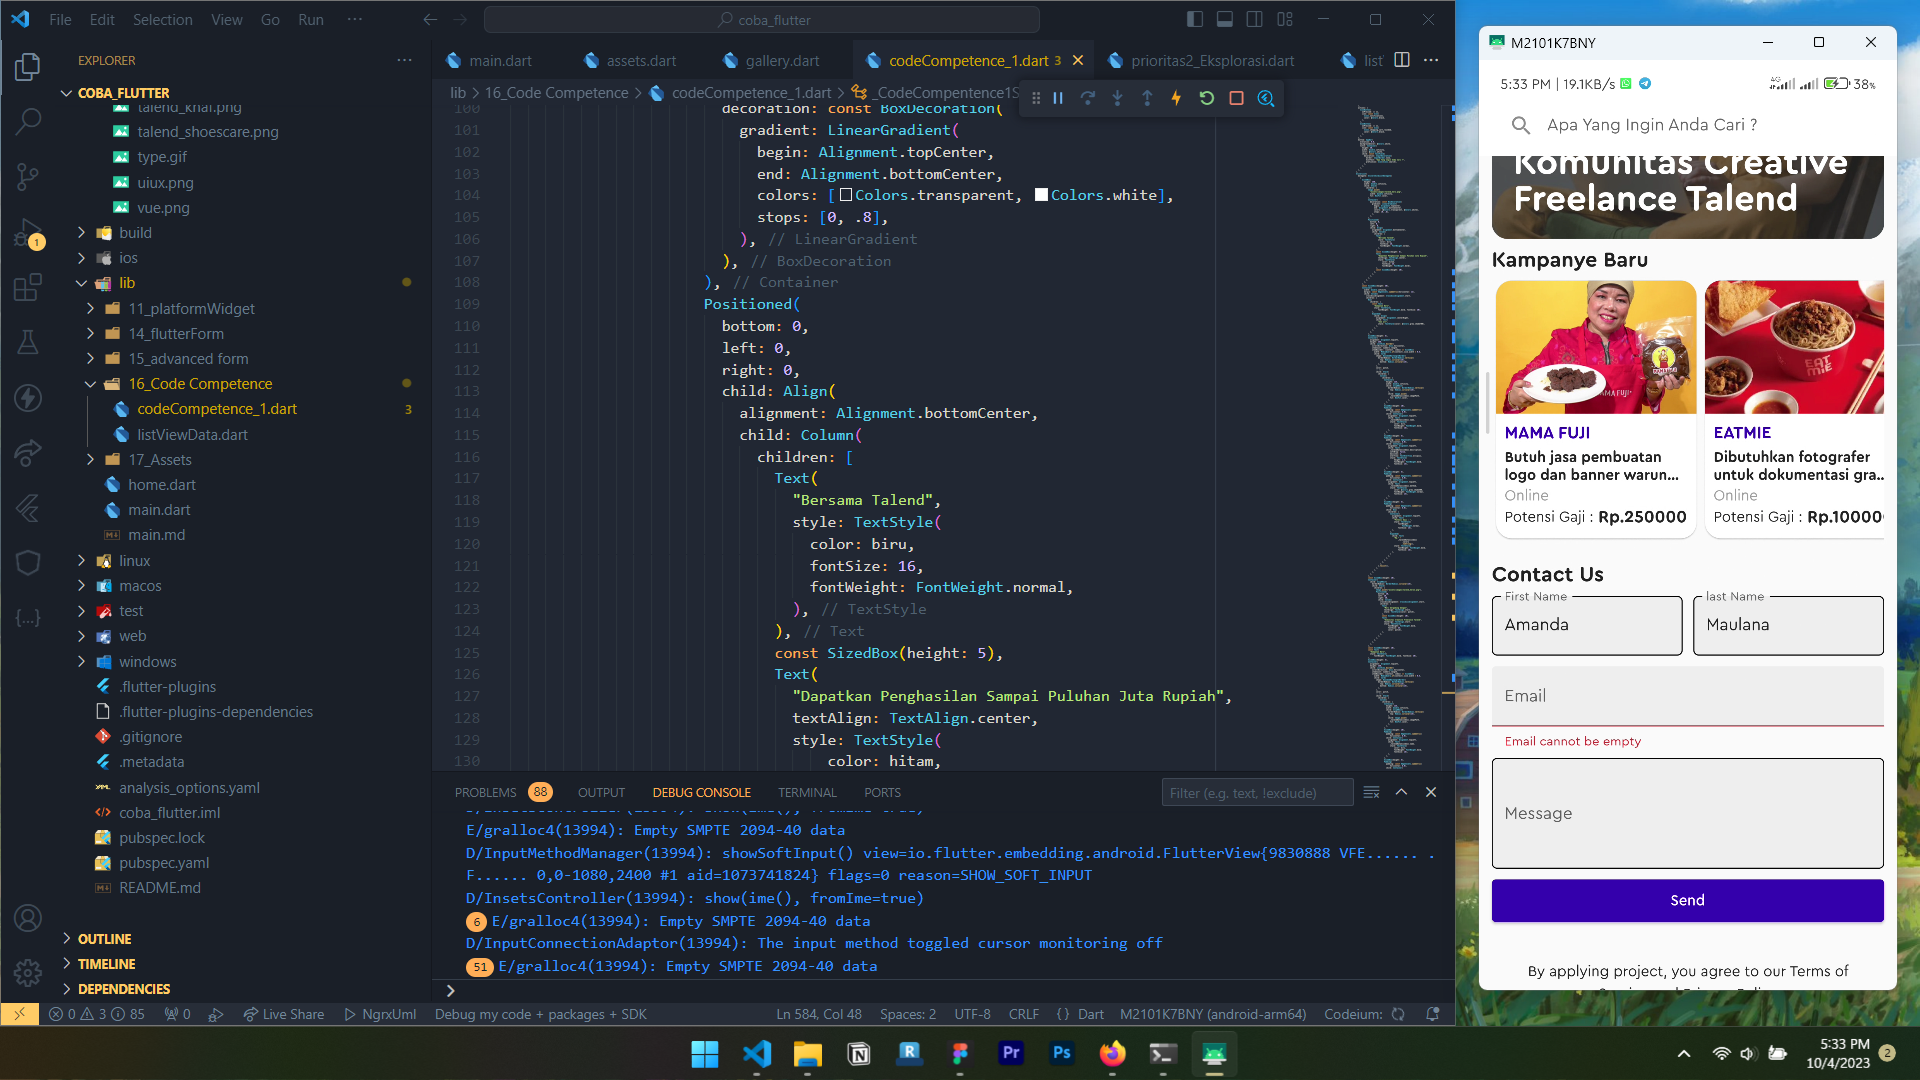 File Edit Selection View Go Run ···
coba_flutter
EXPLORER
COBA_FLUTTER
talend_knaf.png
talend_shoescare.png
type.gif
uiux.png
vue.png
build
ios
lib
11_platformWidget
14_flutterForm
15_advanced form
16_Code Competence
codeCompetence_1.dart 3
listViewData.dart
17_Assets
home.dart
main.dart
main.md
linux
macos
test
web
windows
.flutter-plugins
.flutter-plugins-dependencies
.gitignore
.metadata
analysis_options.yaml
coba_flutter.iml
pubspec.lock
pubspec.yaml
README.md
OUTLINE
TIMELINE
DEPENDENCIES
1
main.dart assets.dart gallery.dart codeCompetence_1.dart 3 prioritas2_Eksplorasi.dart list
lib > 16_Code Competence > codeCompetence_1.dart > _CodeCompentence1S
100 decoration: const BoxDecoration(
101 gradient: LinearGradient(
102 begin: Alignment.topCenter,
103 end: Alignment.bottomCenter,
104 colors: [Colors.transparent, Colors.white],
105 stops: [0, .8],
106 ), // LinearGradient
107 ), // BoxDecoration
108 ), // Container
109 Positioned(
110 bottom: 0,
111 left: 0,
112 right: 0,
113 child: Align(
114 alignment: Alignment.bottomCenter,
115 child: Column(
116 children: [
117 Text(
118 "Bersama Talend",
119 style: TextStyle(
120 color: biru,
121 fontSize: 16,
122 fontWeight: FontWeight.normal,
123 ), // TextStyle
124 ), // Text
125 const SizedBox(height: 5),
126 Text(
127 "Dapatkan Penghasilan Sampai Puluhan Juta Rupiah",
128 textAlign: TextAlign.center,
129 style: TextStyle(
130 color: hitam,
PROBLEMS 88 OUTPUT DEBUG CONSOLE TERMINAL PORTS
Filter (e.g. text, !exclude)
E/gralloc4(13994): Empty SMPTE 2094-40 data
D/InputMethodManager(13994): showSoftInput() view=io.flutter.embedding.android.FlutterView{9830888 VFE...... .
F...... 0,0-1080,2400 #1 aid=1073741824} flags=0 reason=SHOW_SOFT_INPUT
D/InsetsController(13994): show(ime(), fromIme=true)
6 E/gralloc4(13994): Empty SMPTE 2094-40 data
D/InputConnectionAdaptor(13994): The input method toggled cursor monitoring off
51 E/gralloc4(13994): Empty SMPTE 2094-40 data
0 3 85 0 Live Share NgrxUml Debug my code + packages + SDK Ln 584, Col 48 Spaces: 2 UTF-8 CRLF {} Dart M2101K7BNY (android-arm64) Codeium:
M2101K7BNY
5:33 PM | 19.1KB/s 4G 38%
Apa Yang Ingin Anda Cari ?
Komunitas Creative
Freelance Talend
Kampanye Baru
MAMA FUJI
Butuh jasa pembuatan
logo dan banner warun...
Online
Potensi Gaji : Rp.250000
EAT
MIE
EATMIE
Dibutuhkan fotografer
untuk dokumentasi gra...
Online
Potensi Gaji : Rp.10000
Contact Us
First Name
Amanda
last Name
Maulana
Email
Email cannot be empty
Message
Send
By applying project, you agree to our Terms of
N R Pr Ps
5:33 PM
10/4/2023
2